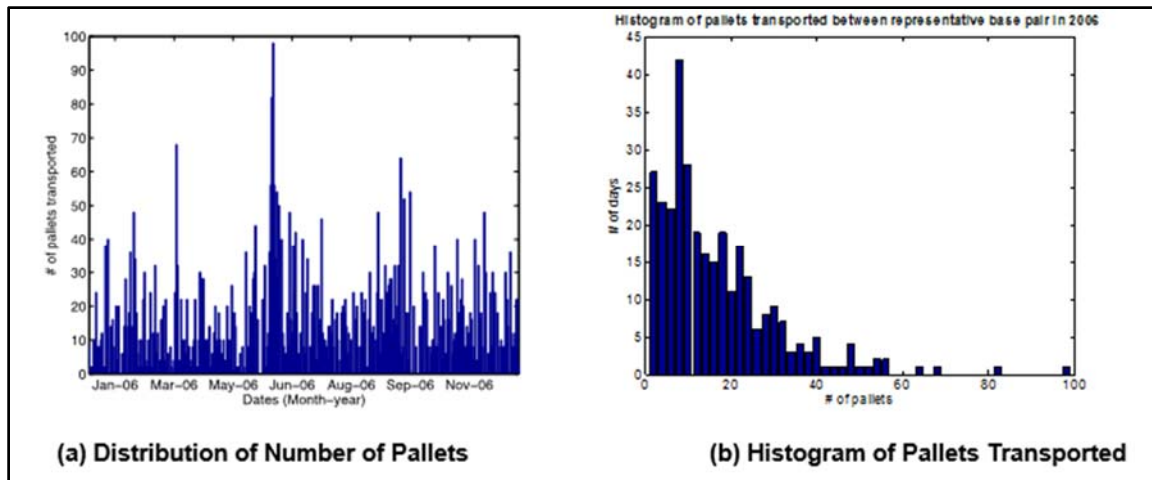 100
90
80
70
60
50
40
30
20
10
0
# of pallets transported
Jan–06 Mar–06 May–06 Jun–06 Aug–06 Sep–06 Nov–06
Dates (Month–year)
(a) Distribution of Number of Pallets
Histogram of pallets transported between representative base pair in 2006
45
40
35
30
25
20
15
10
5
0
# of days
0 20 40 60 80 100
# of pallets
(b) Histogram of Pallets Transported